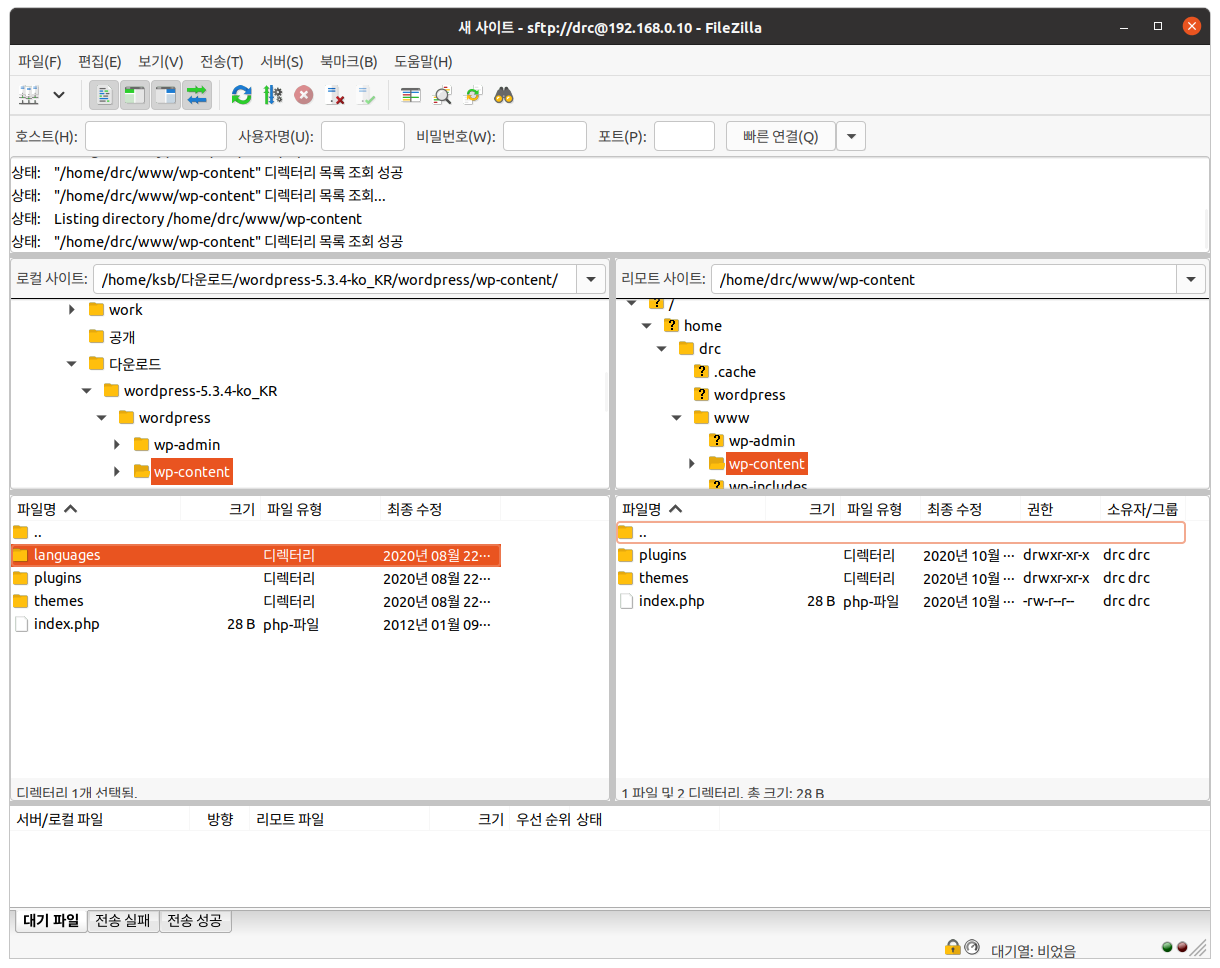 새 사이트 - sftp://drc@192.168.0.10 - FileZilla
파일(F) 편집(E) 보기(V) 전송(T) 서버(S) 북마크(B) 도움말(H)
호스트(H): 사용자명(U): 비밀번호(W): 포트(P): 빠른 연결(Q)
상태: "/home/drc/www/wp-content" 디렉터리 목록 조회 성공
상태: "/home/drc/www/wp-content" 디렉터리 목록 조회...
상태: Listing directory /home/drc/www/wp-content
상태: "/home/drc/www/wp-content" 디렉터리 목록 조회 성공
로컬 사이트: /home/ksb/다운로드/wordpress-5.3.4-ko_KR/wordpress/wp-content/
work
공개
다운로드
wordpress-5.3.4-ko_KR
wordpress
wp-admin
wp-content
리모트 사이트: /home/drc/www/wp-content
? /
? home
drc
? .cache
? wordpress
www
? wp-admin
wp-content
? wp-includes
파일명 크기 파일 유형 최종 수정
..
languages 디렉터리 2020년 08월 22···
plugins 디렉터리 2020년 08월 22···
themes 디렉터리 2020년 08월 22···
index.php 28 B php-파일 2012년 01월 09···
디렉터리 1개 선택됨.
파일명 크기 파일 유형 최종 수정 권한 소유자/그룹
..
plugins 디렉터리 2020년 10월 ··· drwxr-xr-x drc drc
themes 디렉터리 2020년 10월 ··· drwxr-xr-x drc drc
index.php 28 B php-파일 2020년 10월 ··· -rw-r--r-- drc drc
1 파일 및 2 디렉터리. 총 크기: 28 B
서버/로컬 파일 방향 리모트 파일 크기 우선 순위 상태
대기 파일 전송 실패 전송 성공
대기열: 비었음